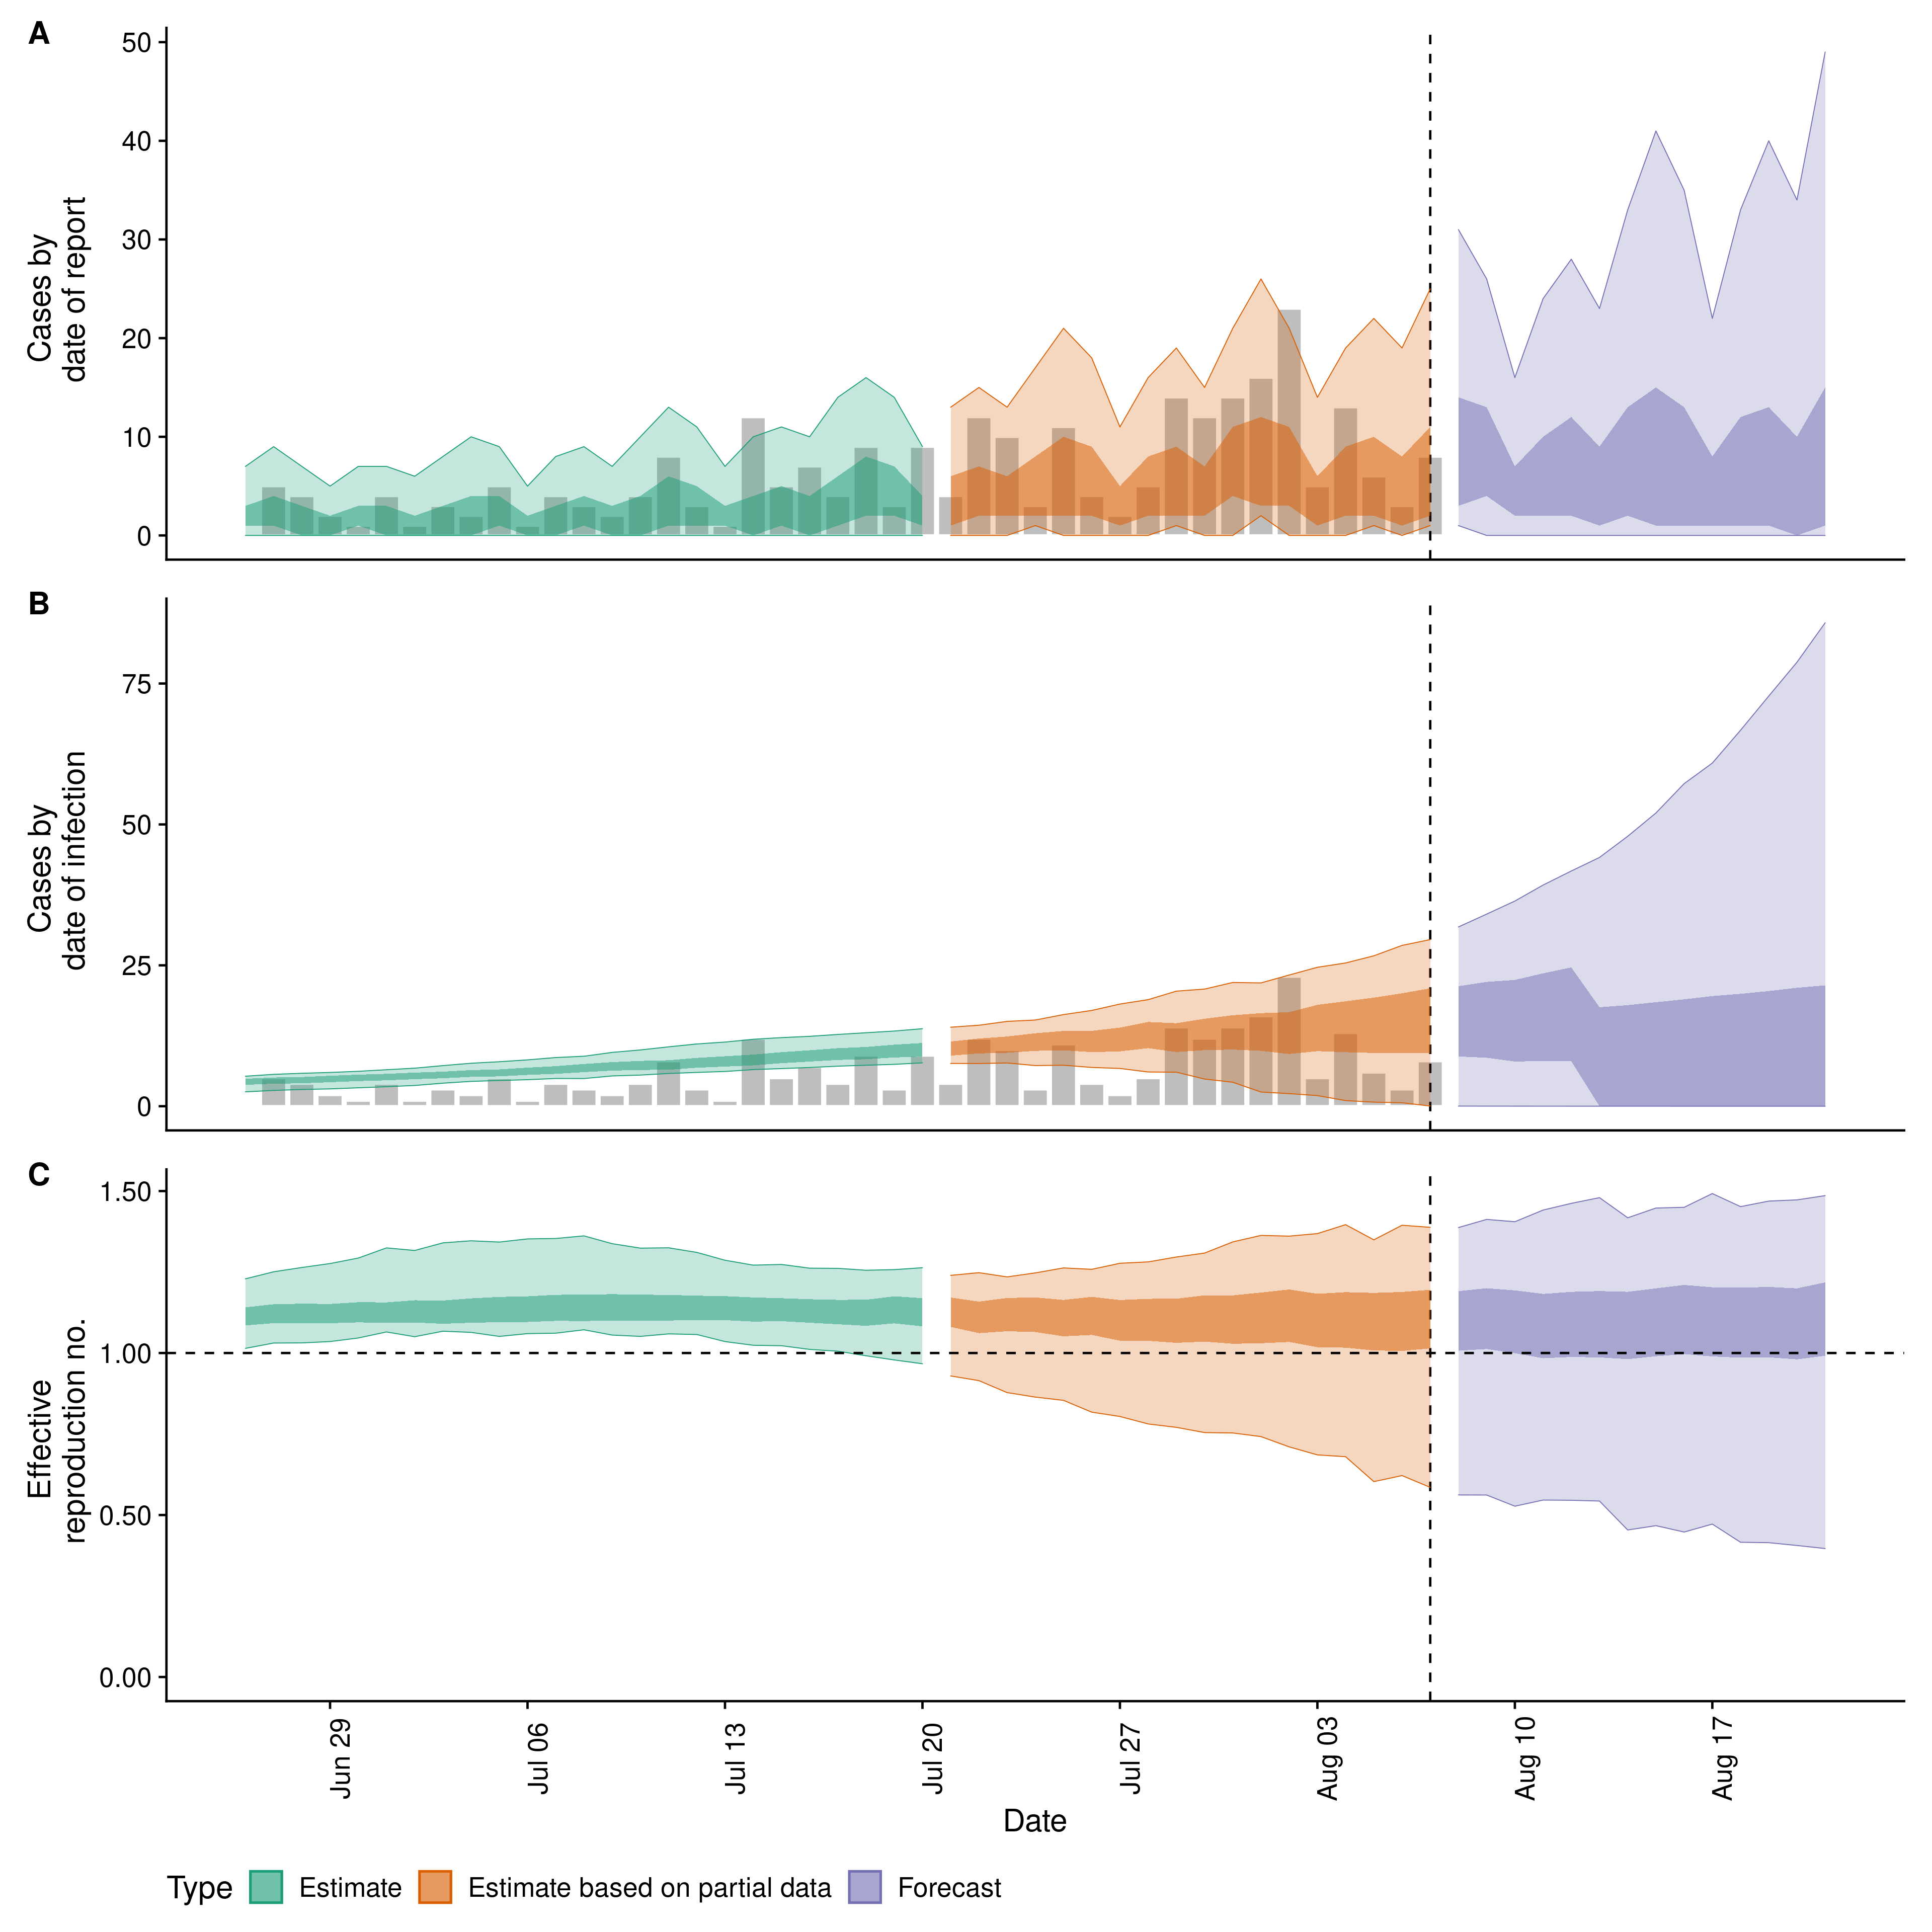 A
50
40
30
20
10
0
Cases by
date of report
B
75
50
25
0
Cases by
date of infection
C
1.50
1.00
0.50
0.00
Effective
reproduction no.
Jun 29
Jul 06
Jul 13
Jul 20
Jul 27
Aug 03
Aug 10
Aug 17
Date
Type Estimate Estimate based on partial data Forecast